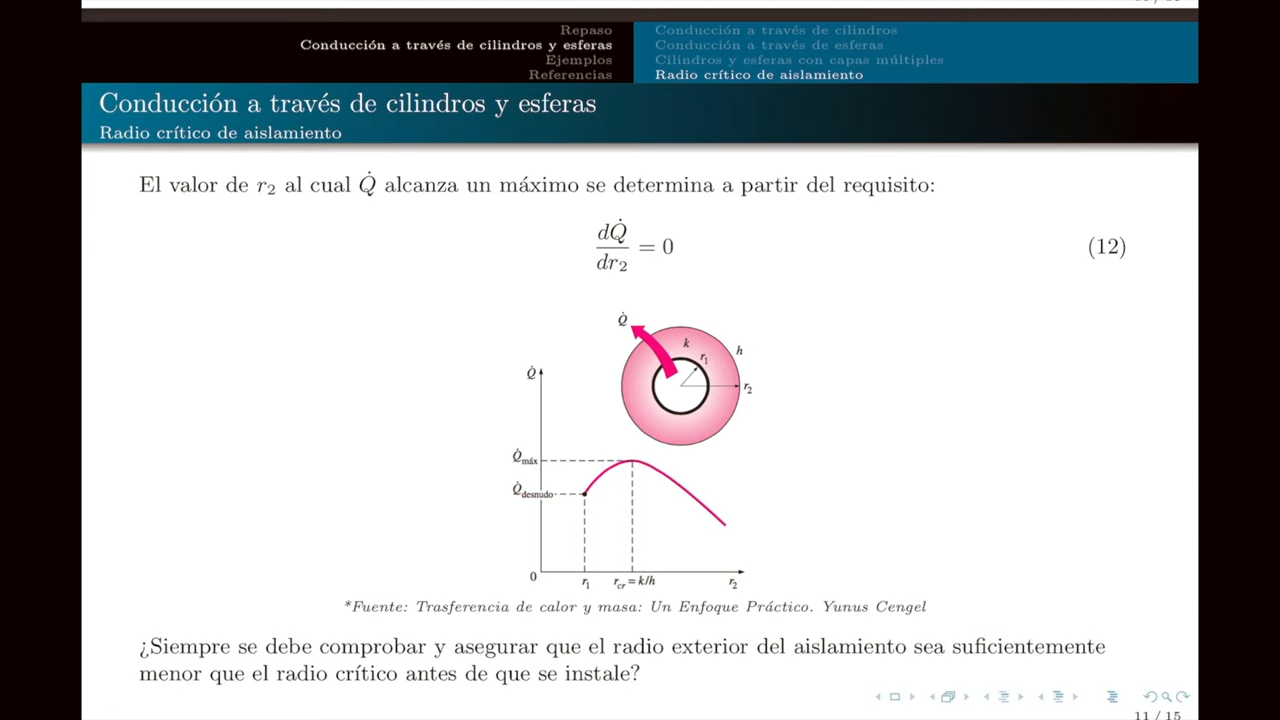 Repaso
Conducción a través de cilindros y esferas
Ejemplos
Referencias
Conducción a través de cilindros
Conducción a través de esferas
Cilindros y esferas con capas múltiples
Radio crítico de aislamiento
Conducción a través de cilindros y esferas
Radio crítico de aislamiento
El valor de r₂ al cual Q̇ alcanza un máximo se determina a partir del requisito:
dQ̇/dr₂ = 0 (12)
Q̇
k
r₁
h
r₂
Q̇
Q̇máx
Q̇desnudo
0
r₁
rcr = k/h
r₂
*Fuente: Trasferencia de calor y masa: Un Enfoque Práctico. Yunus Cengel
¿Siempre se debe comprobar y asegurar que el radio exterior del aislamiento sea suficientemente
menor que el radio crítico antes de que se instale?
11 / 15